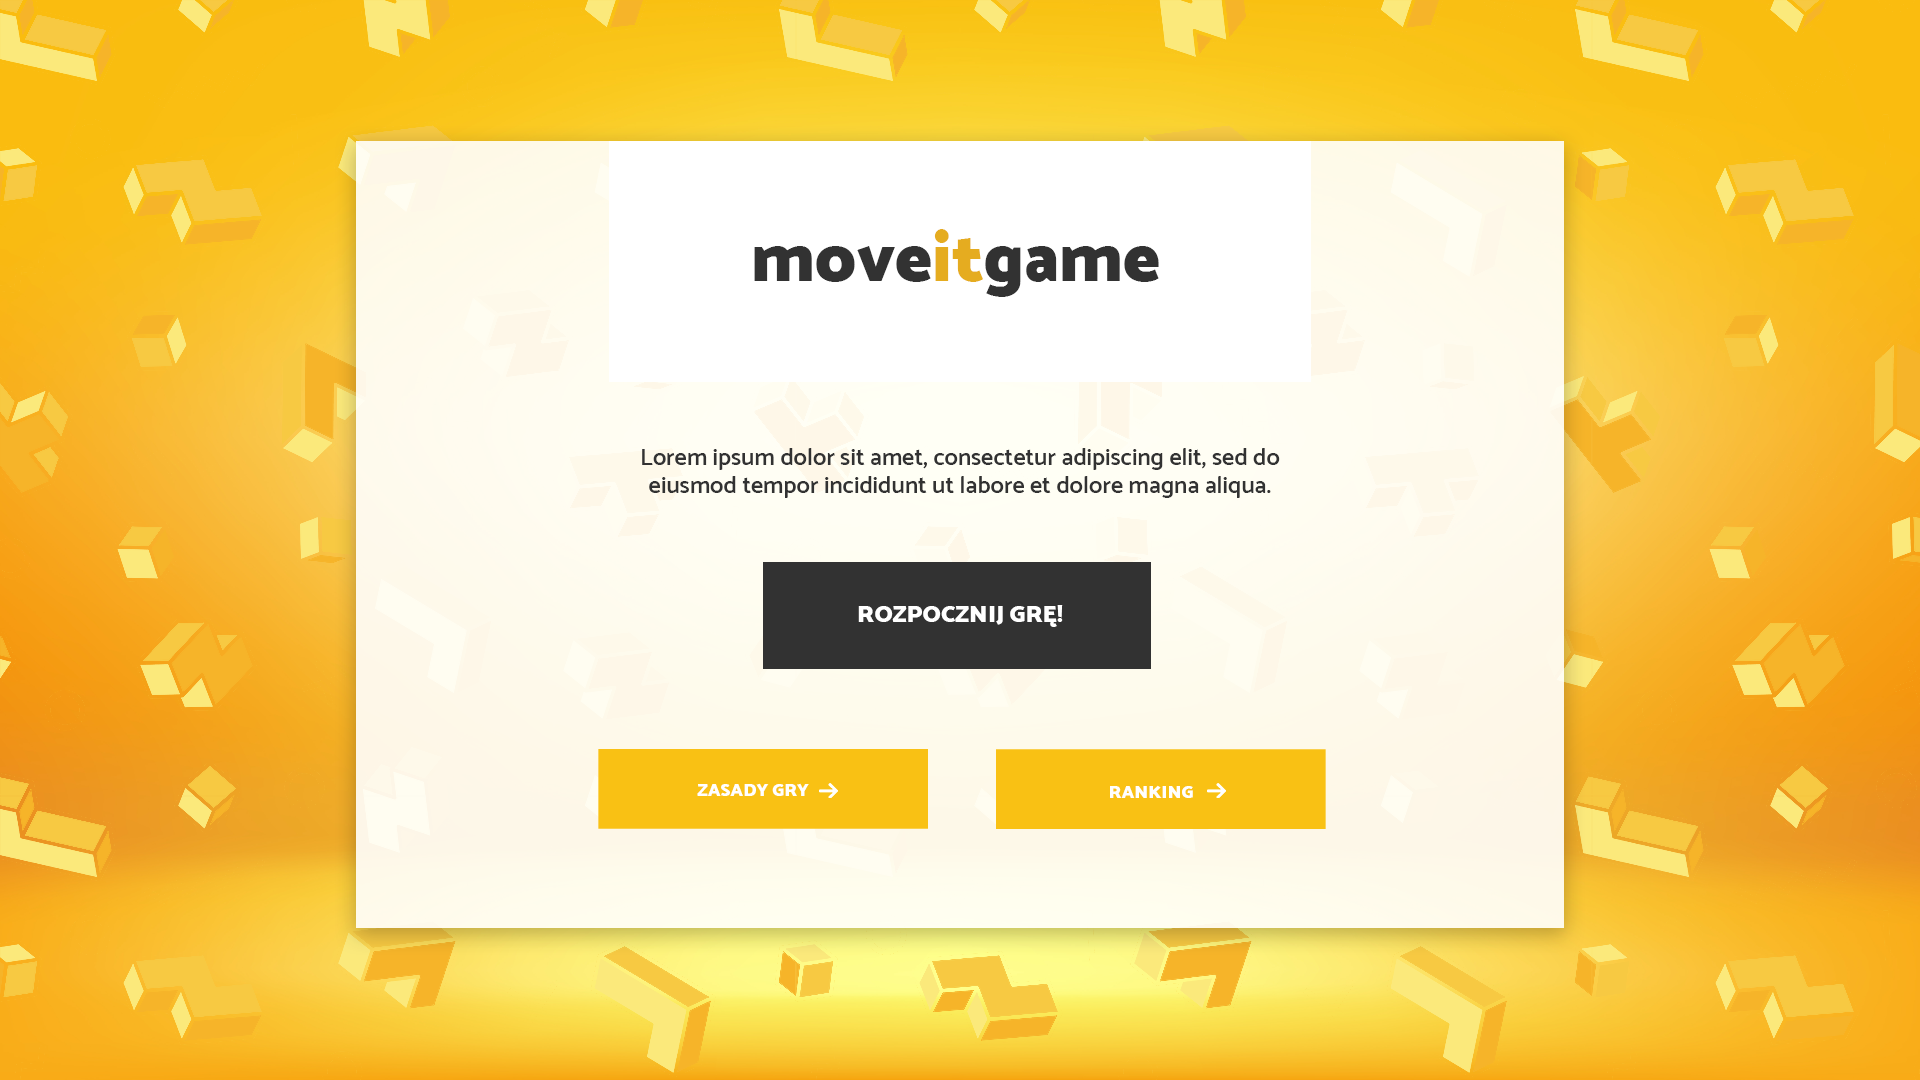 moveitgame
Lorem ipsum dolor sit amet, consectetur adipiscing elit, sed do
eiusmod tempor incididunt ut labore et dolore magna aliqua.
ROZPOCZNIJ GRĘ!
ZASADY GRY →
RANKING →